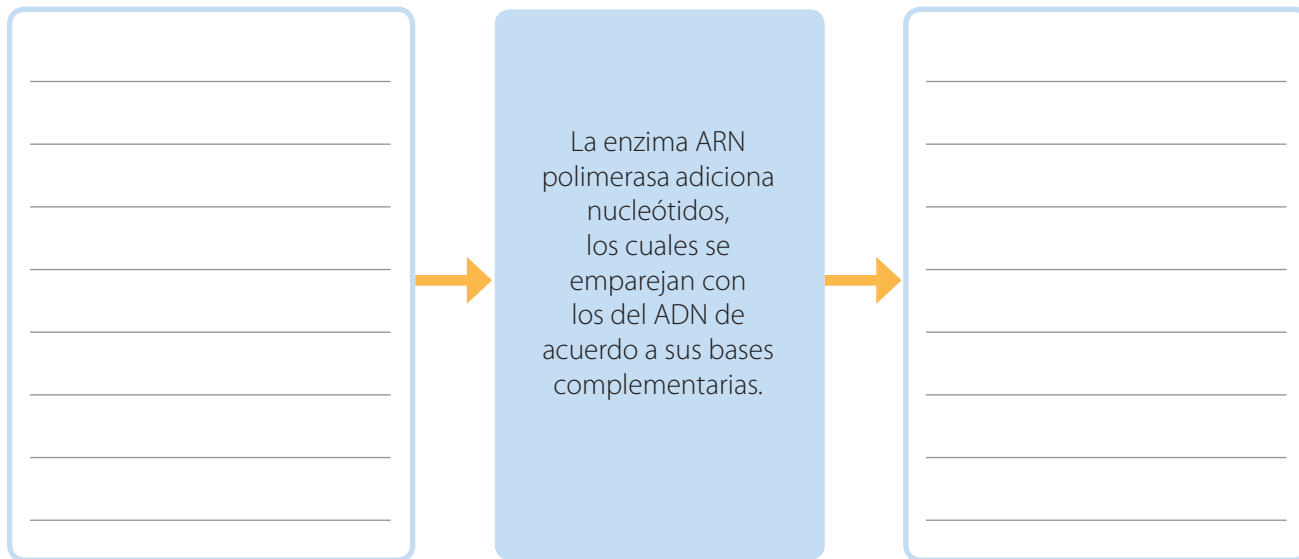 La enzima ARN
polimerasa adiciona
nucleótidos,
los cuales se
emparejan con
los del ADN de
acuerdo a sus bases
complementarias.